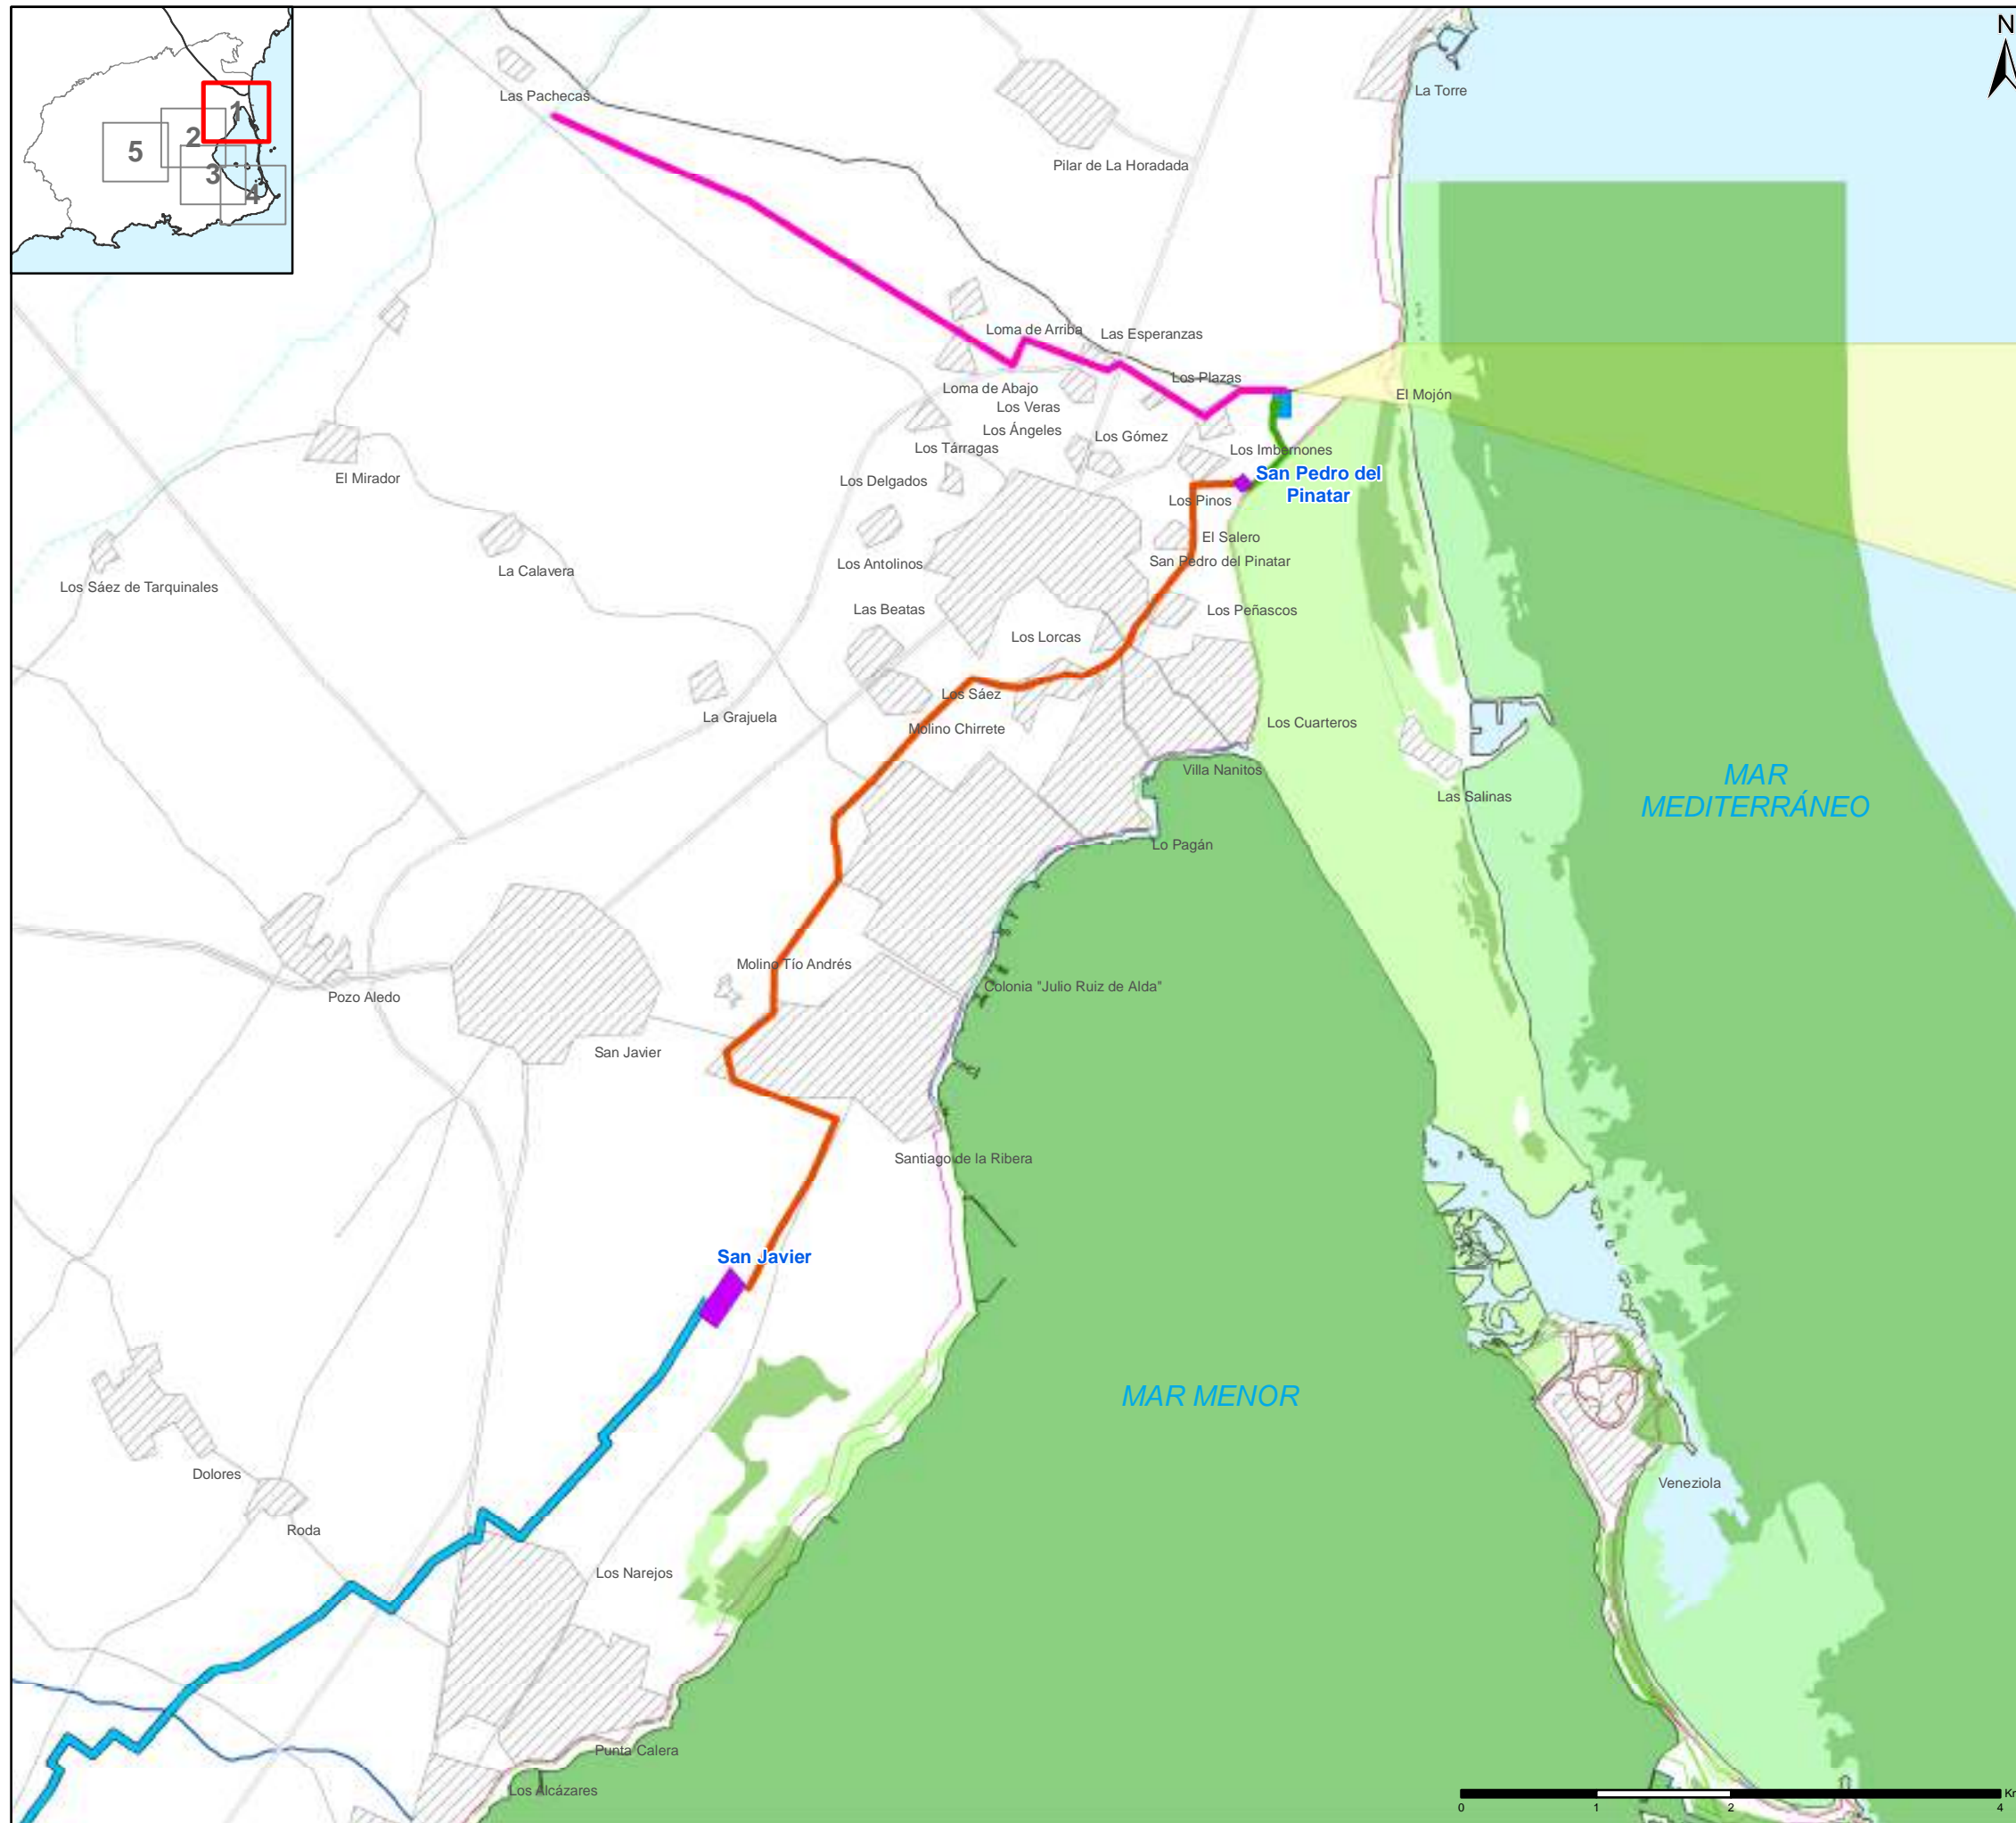 N
1
2
5
3
4
Las Pachecas
La Torre
Pilar de La Horadada
Loma de Arriba
Las Esperanzas
Los Plazas
Loma de Abajo
El Mojón
Los Veras
Los Ángeles
Los Gómez
Los Tárragas
Los Imbernones
El Mirador
Los Delgados
San Pedro del
Pinatar
Los Pinos
El Salero
San Pedro del Pinatar
Los Antolinos
La Calavera
Los Sáez de Tarquinales
Las Beatas
Los Peñascos
Los Lorcas
Los Sáez
La Grajuela
Molino Chirrete
Los Cuarteros
Villa Nanitos
MAR
MEDITERRÁNEO
Las Salinas
Lo Pagán
Molino Tío Andrés
Colonia "Julio Ruiz de Alda"
Pozo Aledo
San Javier
Santiago de la Ribera
San Javier
MAR MENOR
Dolores
Veneziola
Roda
Los Narejos
Punta Calera
Los Alcázares
0
1
2
4